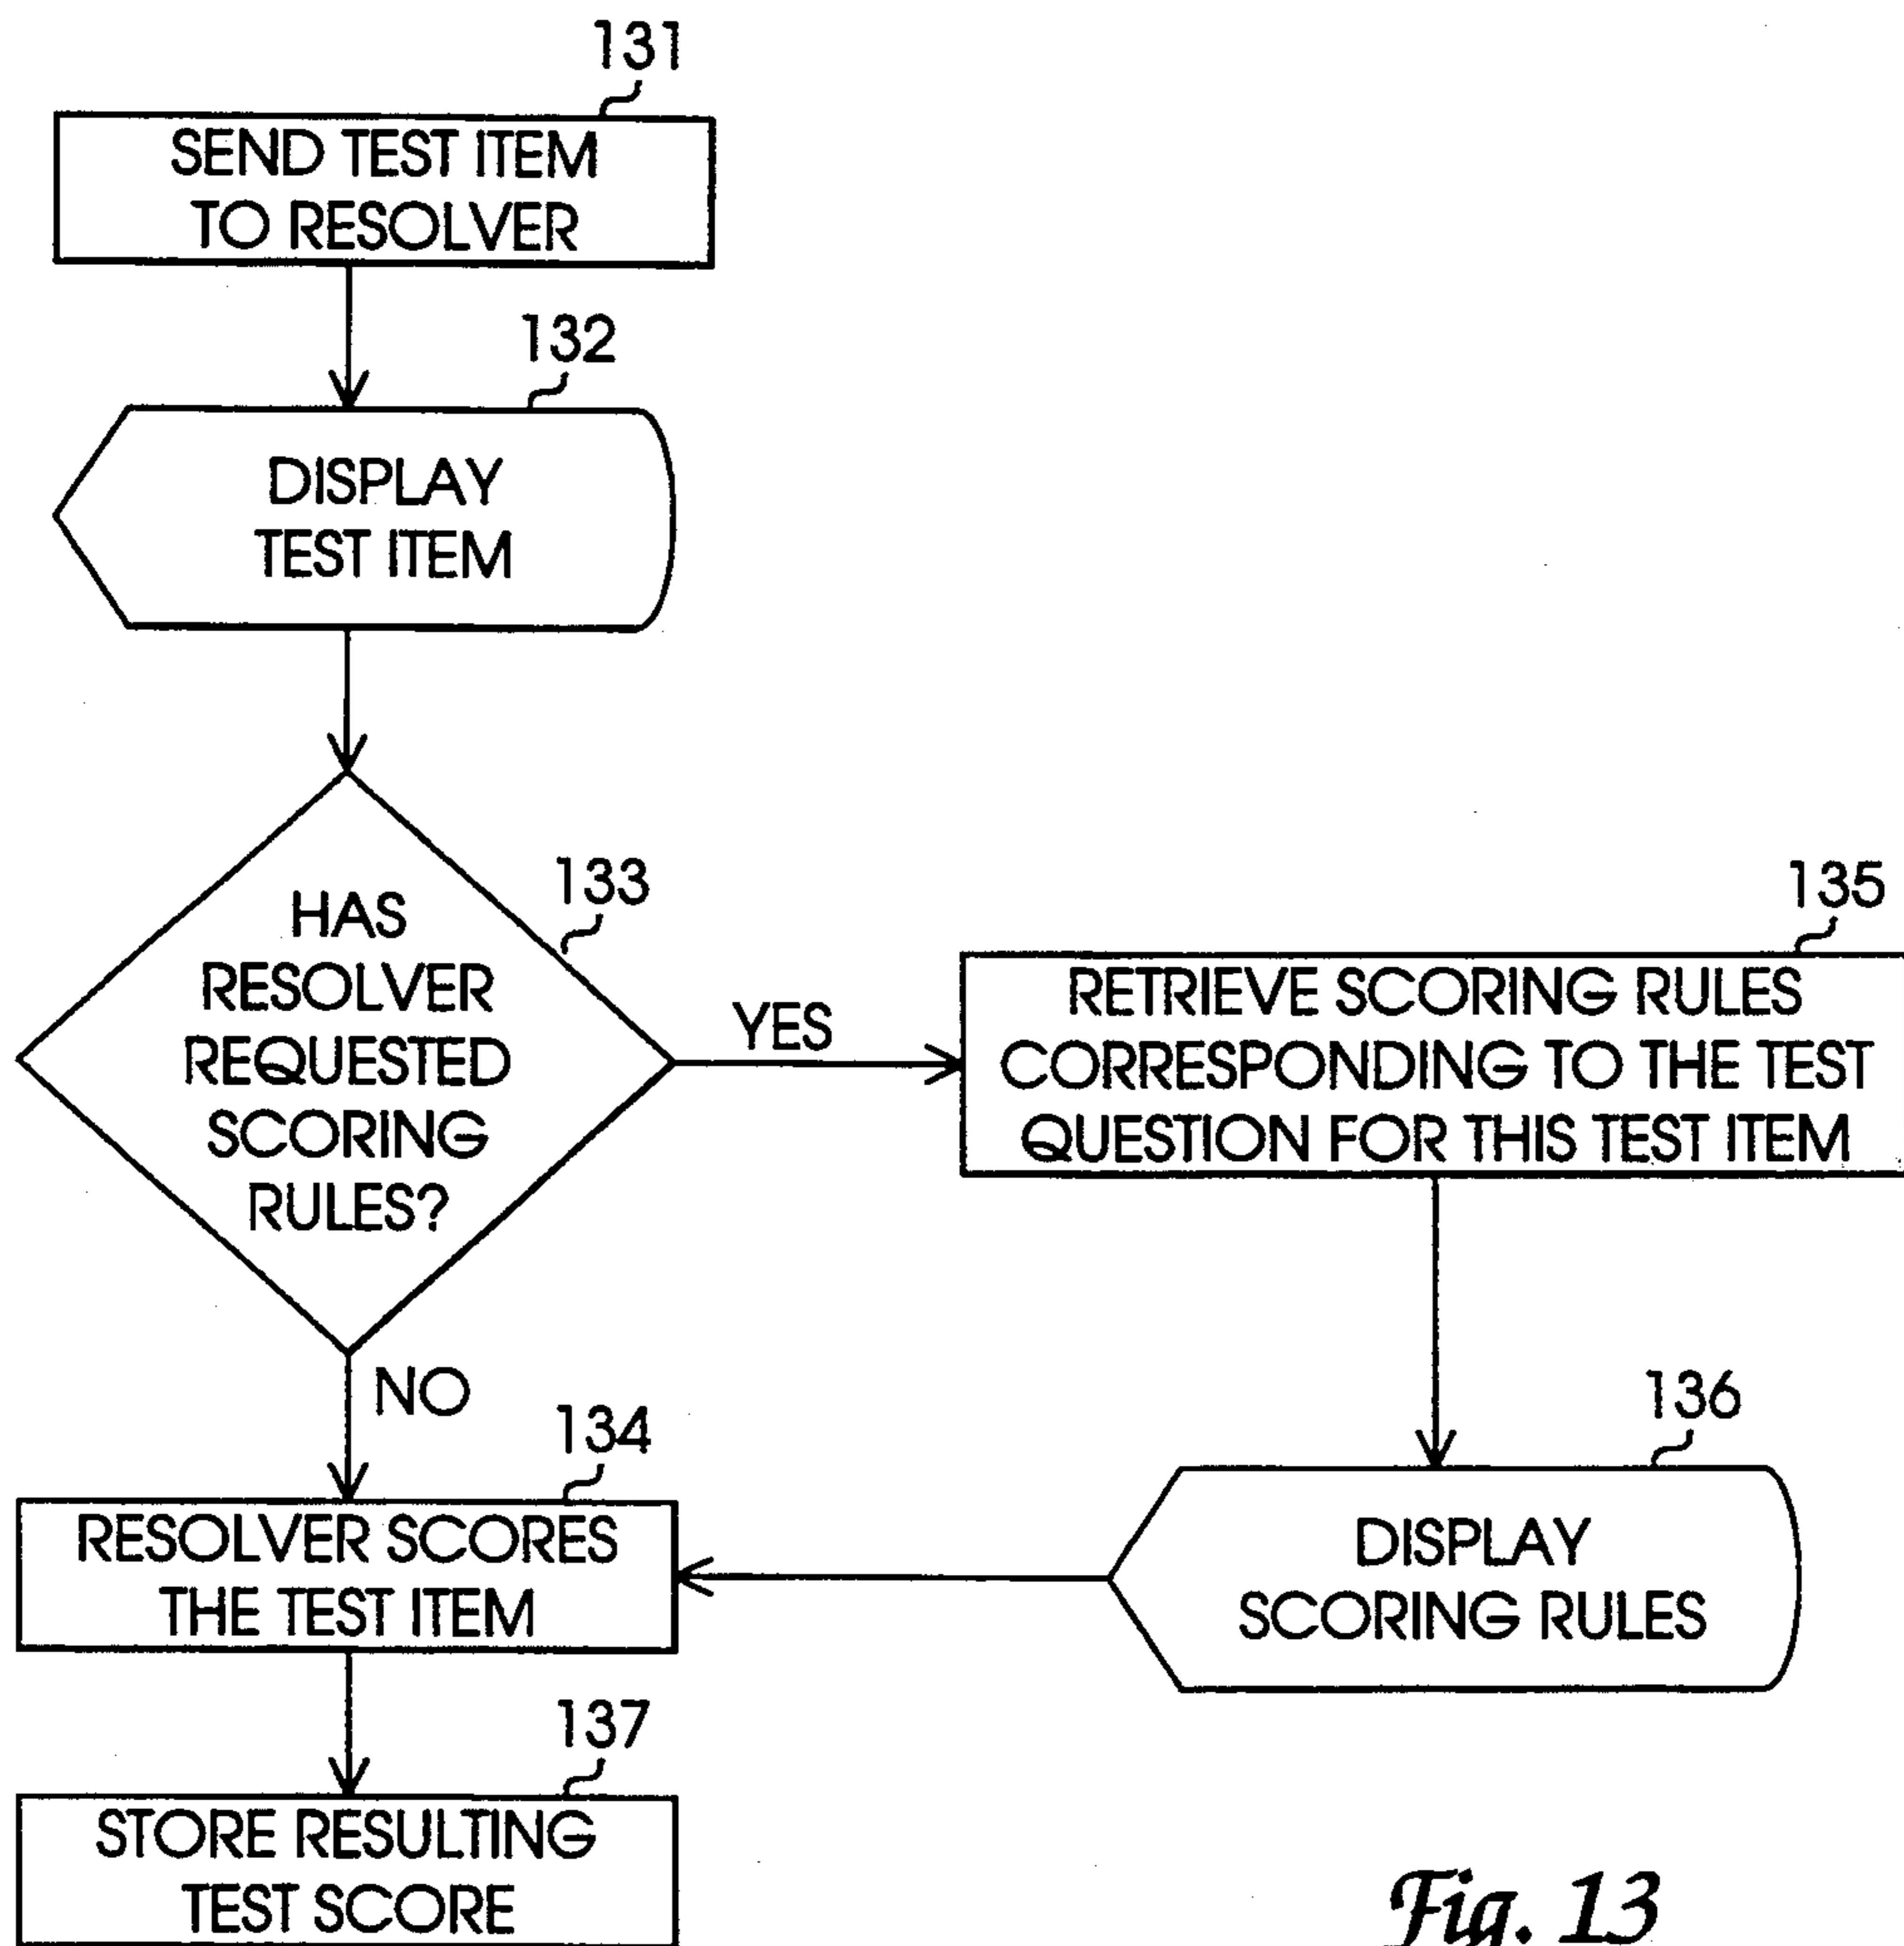 131
SEND TEST ITEM
TO RESOLVER
132
DISPLAY
TEST ITEM
133
HAS
RESOLVER
REQUESTED
SCORING
RULES?
YES
135
RETRIEVE SCORING RULES
CORRESPONDING TO THE TEST
QUESTION FOR THIS TEST ITEM
NO
134
RESOLVER SCORES
THE TEST ITEM
136
DISPLAY
SCORING RULES
137
STORE RESULTING
TEST SCORE
Fig. 13